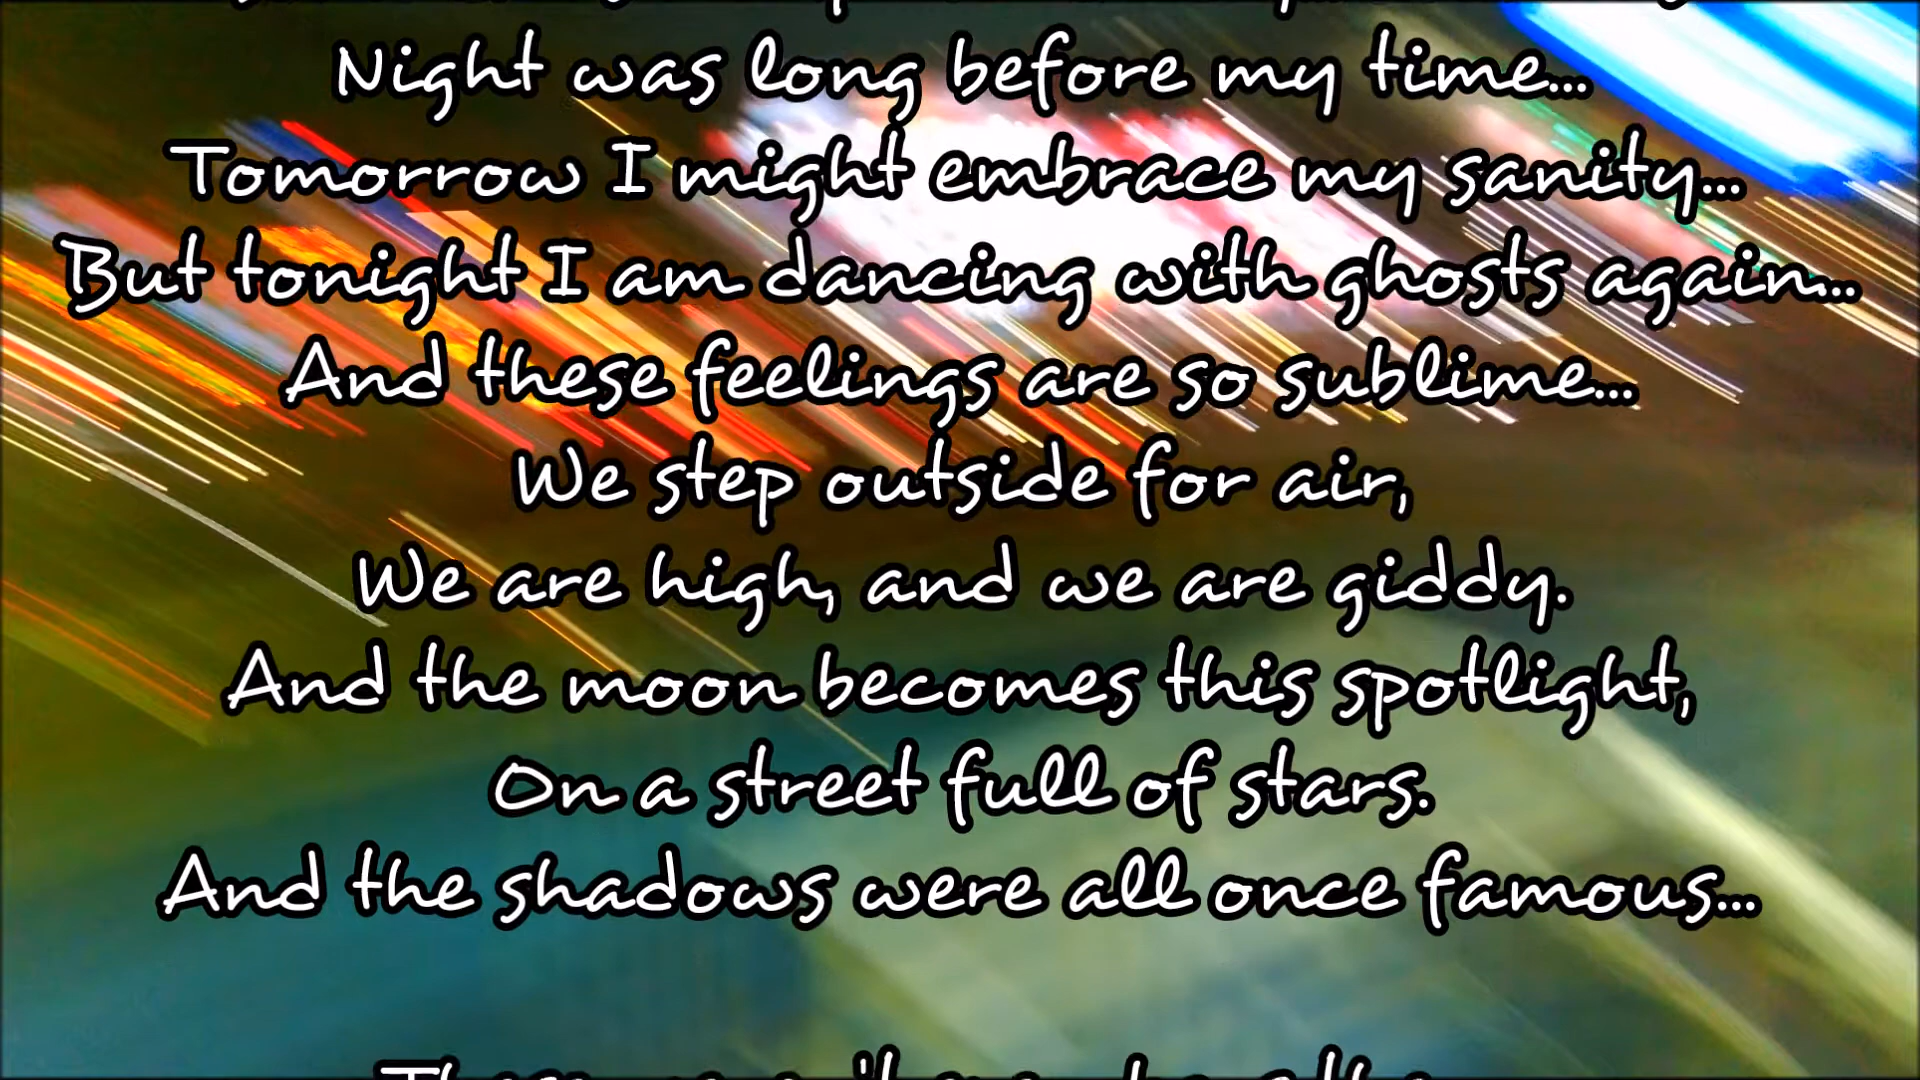 Night was long before my time...
Tomorrow I might embrace my sanity...
But tonight I am dancing with ghosts again...
And these feelings are so sublime...
We step outside for air,
We are high, and we are giddy.
And the moon becomes this spotlight,
On a street full of stars.
And the shadows were all once famous...